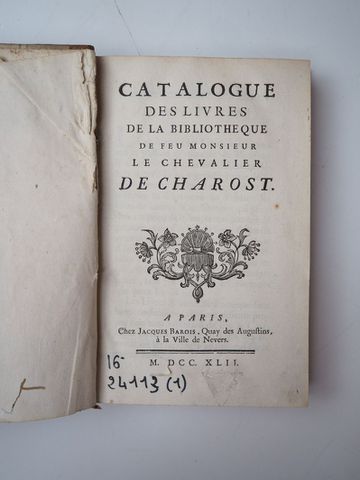 CATALOGUE
DES LIVRES
DE LA BIBLIOTHEQUE
DE FEU MONSIEUR
LE CHEVALIER
DE CHAROST.
A PARIS,
Chez JACQUES BAROIS, Quay des Augustins,
à la Ville de Nevers.
M. DCC. XLII.
16-
24113 (1)